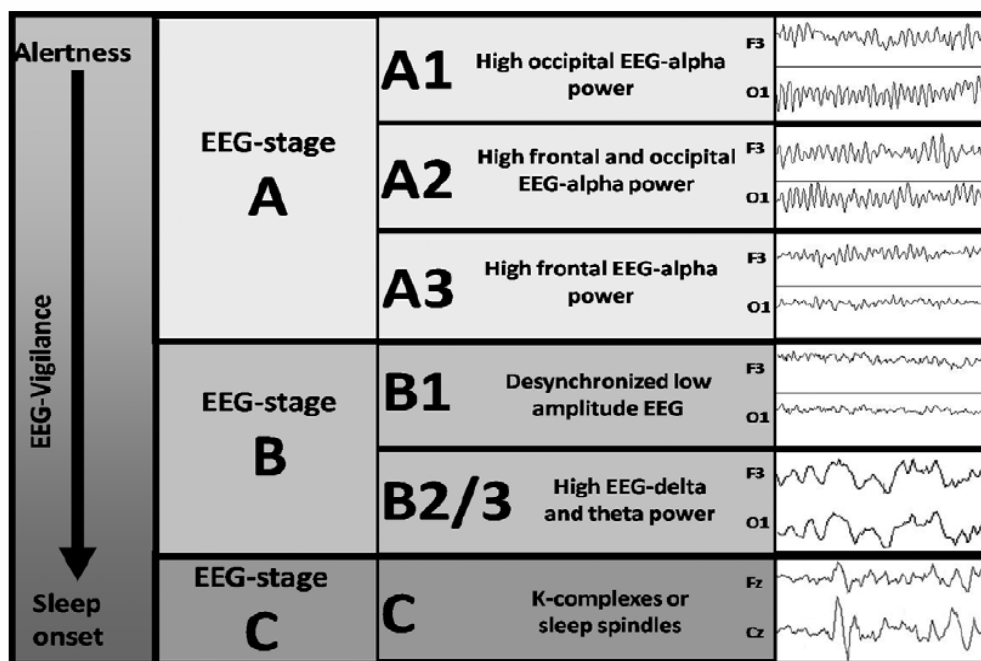 Alertness
EEG-Vigilance
Sleep
onset
EEG-stage
A
A1
High occipital EEG-alpha
power
F3
O1
A2
High frontal and occipital
EEG-alpha power
F3
O1
A3
High frontal EEG-alpha
power
F3
O1
EEG-stage
B
B1
Desynchronized low
amplitude EEG
F3
O1
B2/3
High EEG-delta
and theta power
F3
O1
EEG-stage
C
C
K-complexes or
sleep spindles
Fz
Cz